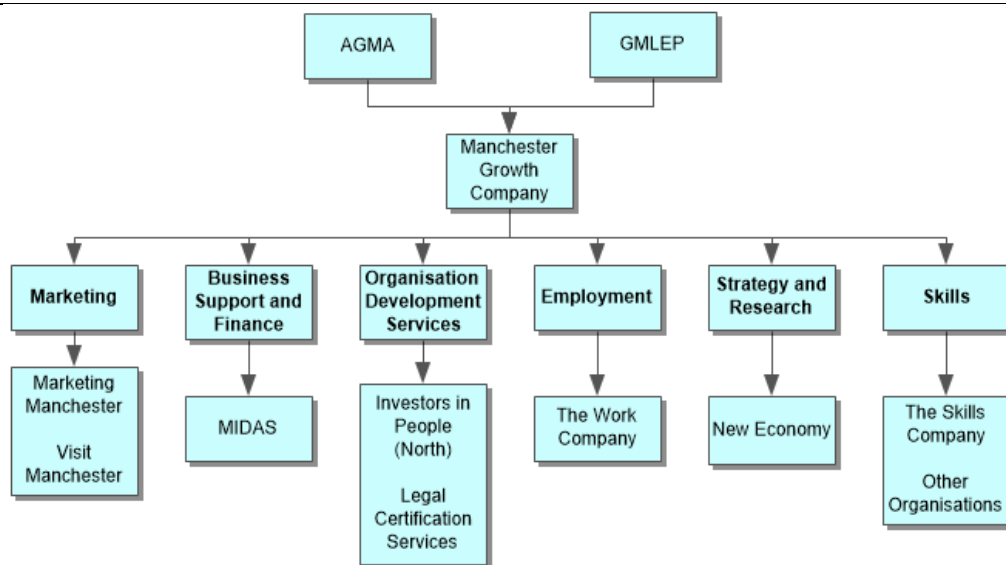 AGMA
GMLEP
Manchester
Growth
Company
Marketing
Business
Support and
Finance
Organisation
Development
Services
Employment
Strategy and
Research
Skills
Marketing
Manchester
Visit
Manchester
MIDAS
Investors in
People
(North)
Legal
Certification
Services
The Work
Company
New Economy
The Skills
Company
Other
Organisations